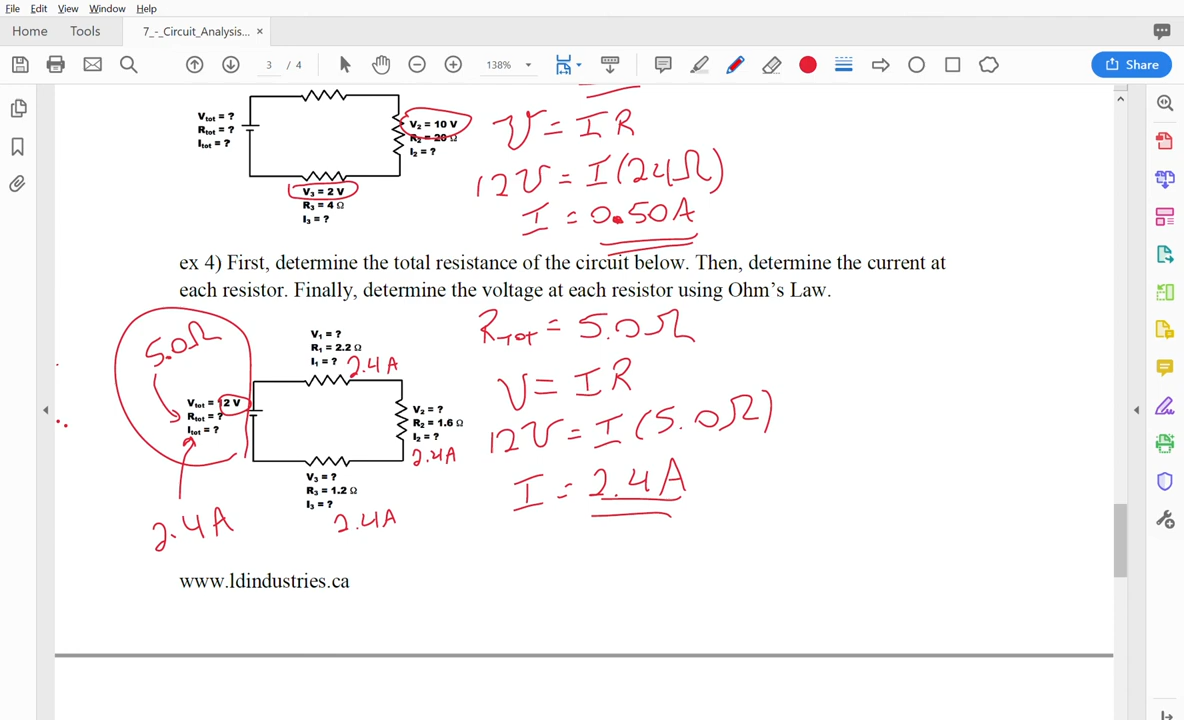 File Edit View Window Help
Home Tools 7_-_Circuit_Analysis... ×
3 / 4 138% Share
Vtot = ?
Rtot = ?
Itot = ?
V2 = 10 V
R2 = 20 Ω
I2 = ?
V3 = 2 V
R3 = 4 Ω
I3 = ?
V = IR
12V = I(24Ω)
I = 0.50A
ex 4) First, determine the total resistance of the circuit below. Then, determine the current at
each resistor. Finally, determine the voltage at each resistor using Ohm's Law.
5.0Ω
Vtot = 12 V
Rtot = ?
Itot = ?
2.4A
V1 = ?
R1 = 2.2 Ω
I1 = ? 2.4A
V2 = ?
R2 = 1.6 Ω
I2 = ?
2.4A
V3 = ?
R3 = 1.2 Ω
I3 = ?
2.4A
RTOT = 5.0Ω
V = IR
12V = I(5.0Ω)
I = 2.4A
www.ldindustries.ca